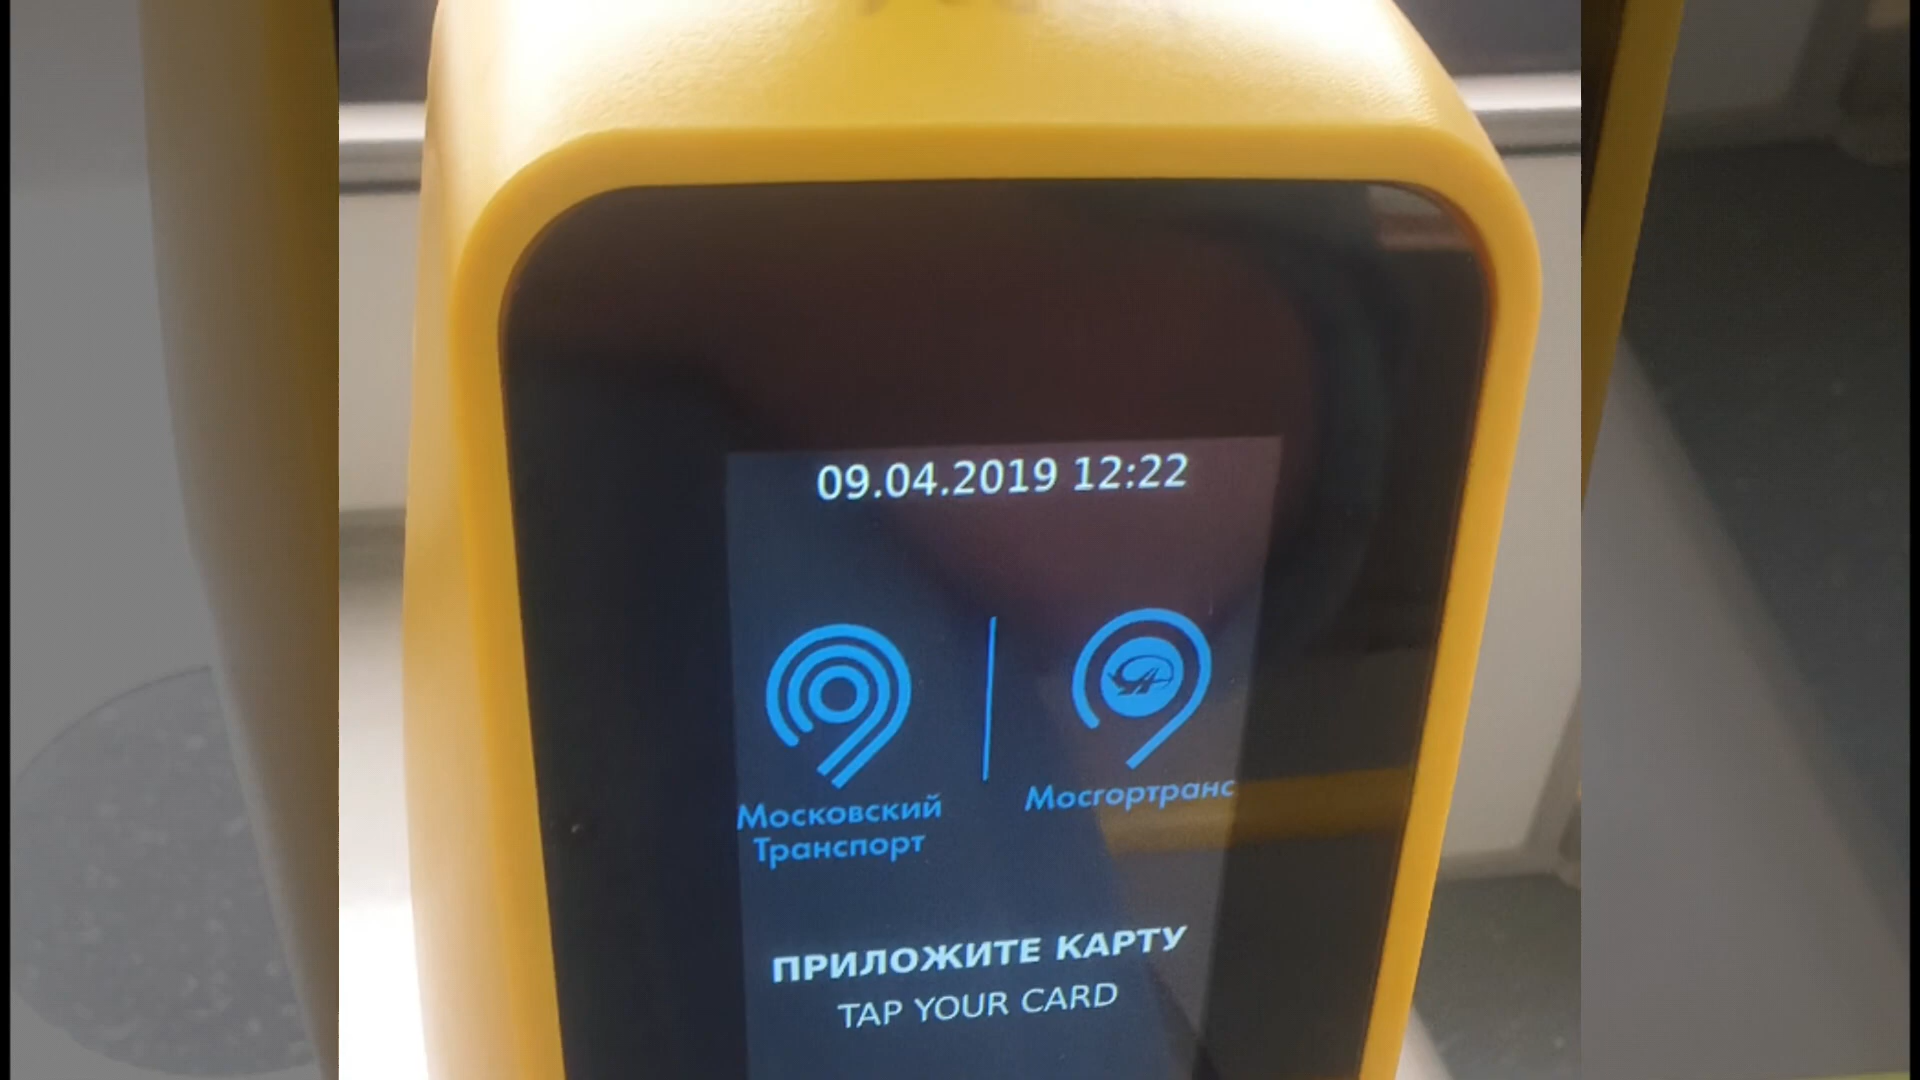 09.04.2019 12:22
Московский
Транспорт
Мосгортранс
ПРИЛОЖИТЕ КАРТУ
TAP YOUR CARD